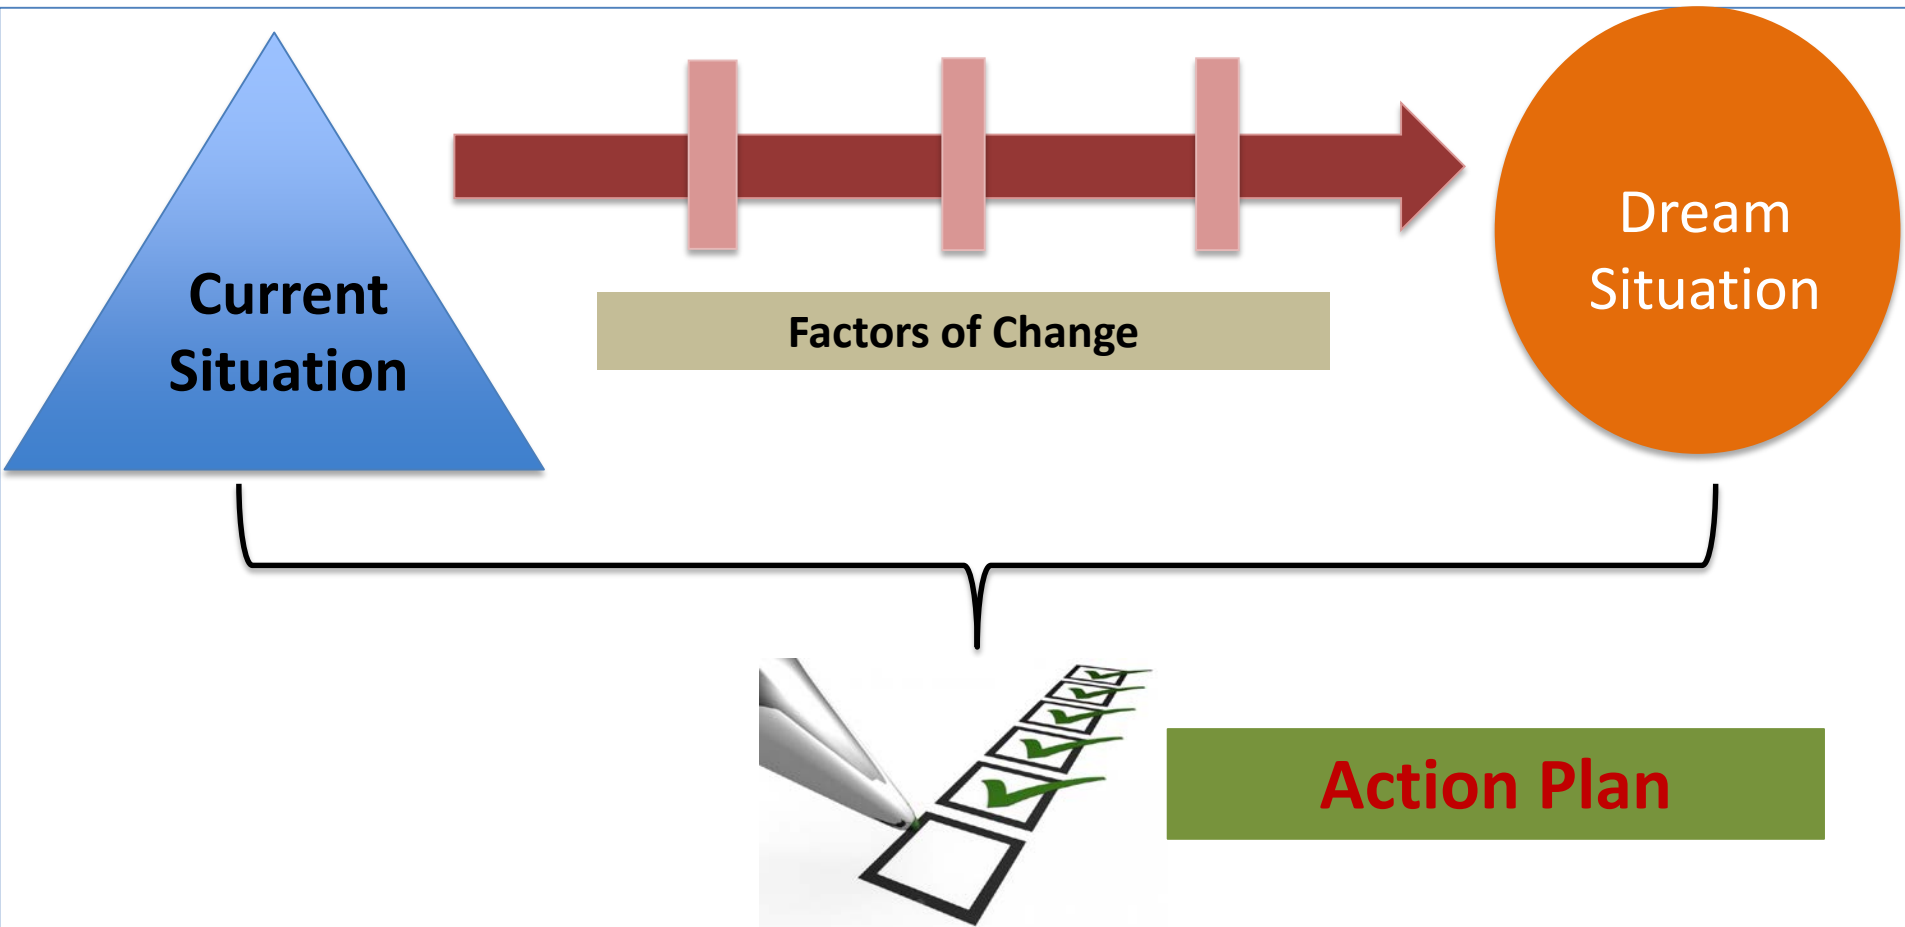 Current
Situation
Factors of Change
Dream
Situation
Action Plan